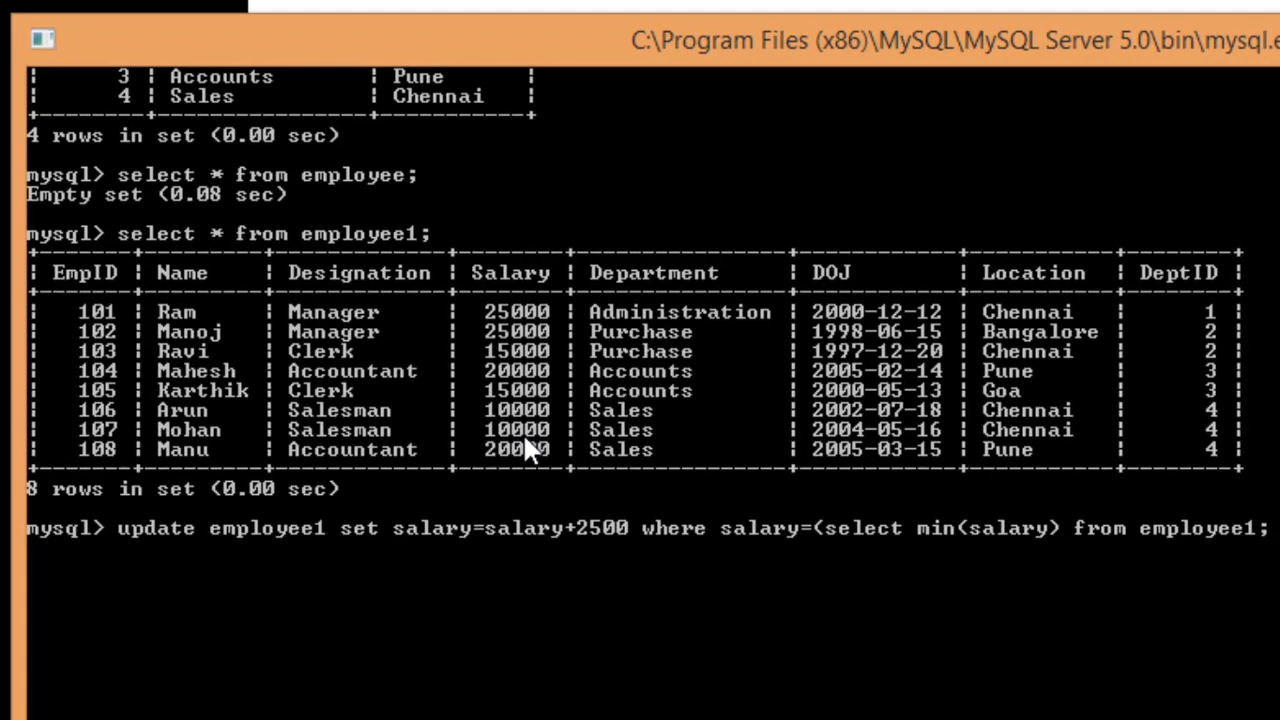 C:\Program Files (x86)\MySQL\MySQL Server 5.0\bin\mysql.e
¦ 3 ¦ Accounts ¦ Pune ¦
¦ 4 ¦ Sales ¦ Chennai ¦
4 rows in set (0.00 sec)
mysql> select * from employee;
Empty set (0.08 sec)
mysql> select * from employee1;
¦ EmpID ¦ Name ¦ Designation ¦ Salary ¦ Department ¦ DOJ ¦ Location ¦ DeptID ¦
¦ 101 ¦ Ram ¦ Manager ¦ 25000 ¦ Administration ¦ 2000-12-12 ¦ Chennai ¦ 1 ¦
¦ 102 ¦ Manoj ¦ Manager ¦ 25000 ¦ Purchase ¦ 1998-06-15 ¦ Bangalore ¦ 2 ¦
¦ 103 ¦ Ravi ¦ Clerk ¦ 15000 ¦ Purchase ¦ 1997-12-20 ¦ Chennai ¦ 2 ¦
¦ 104 ¦ Mahesh ¦ Accountant ¦ 20000 ¦ Accounts ¦ 2005-02-14 ¦ Pune ¦ 3 ¦
¦ 105 ¦ Karthik ¦ Clerk ¦ 15000 ¦ Accounts ¦ 2000-05-13 ¦ Goa ¦ 3 ¦
¦ 106 ¦ Arun ¦ Salesman ¦ 10000 ¦ Sales ¦ 2002-07-18 ¦ Chennai ¦ 4 ¦
¦ 107 ¦ Mohan ¦ Salesman ¦ 10000 ¦ Sales ¦ 2004-05-16 ¦ Chennai ¦ 4 ¦
¦ 108 ¦ Manu ¦ Accountant ¦ 20000 ¦ Sales ¦ 2005-03-15 ¦ Pune ¦ 4 ¦
8 rows in set (0.00 sec)
mysql> update employee1 set salary=salary+2500 where salary=(select min(salary) from employee1;